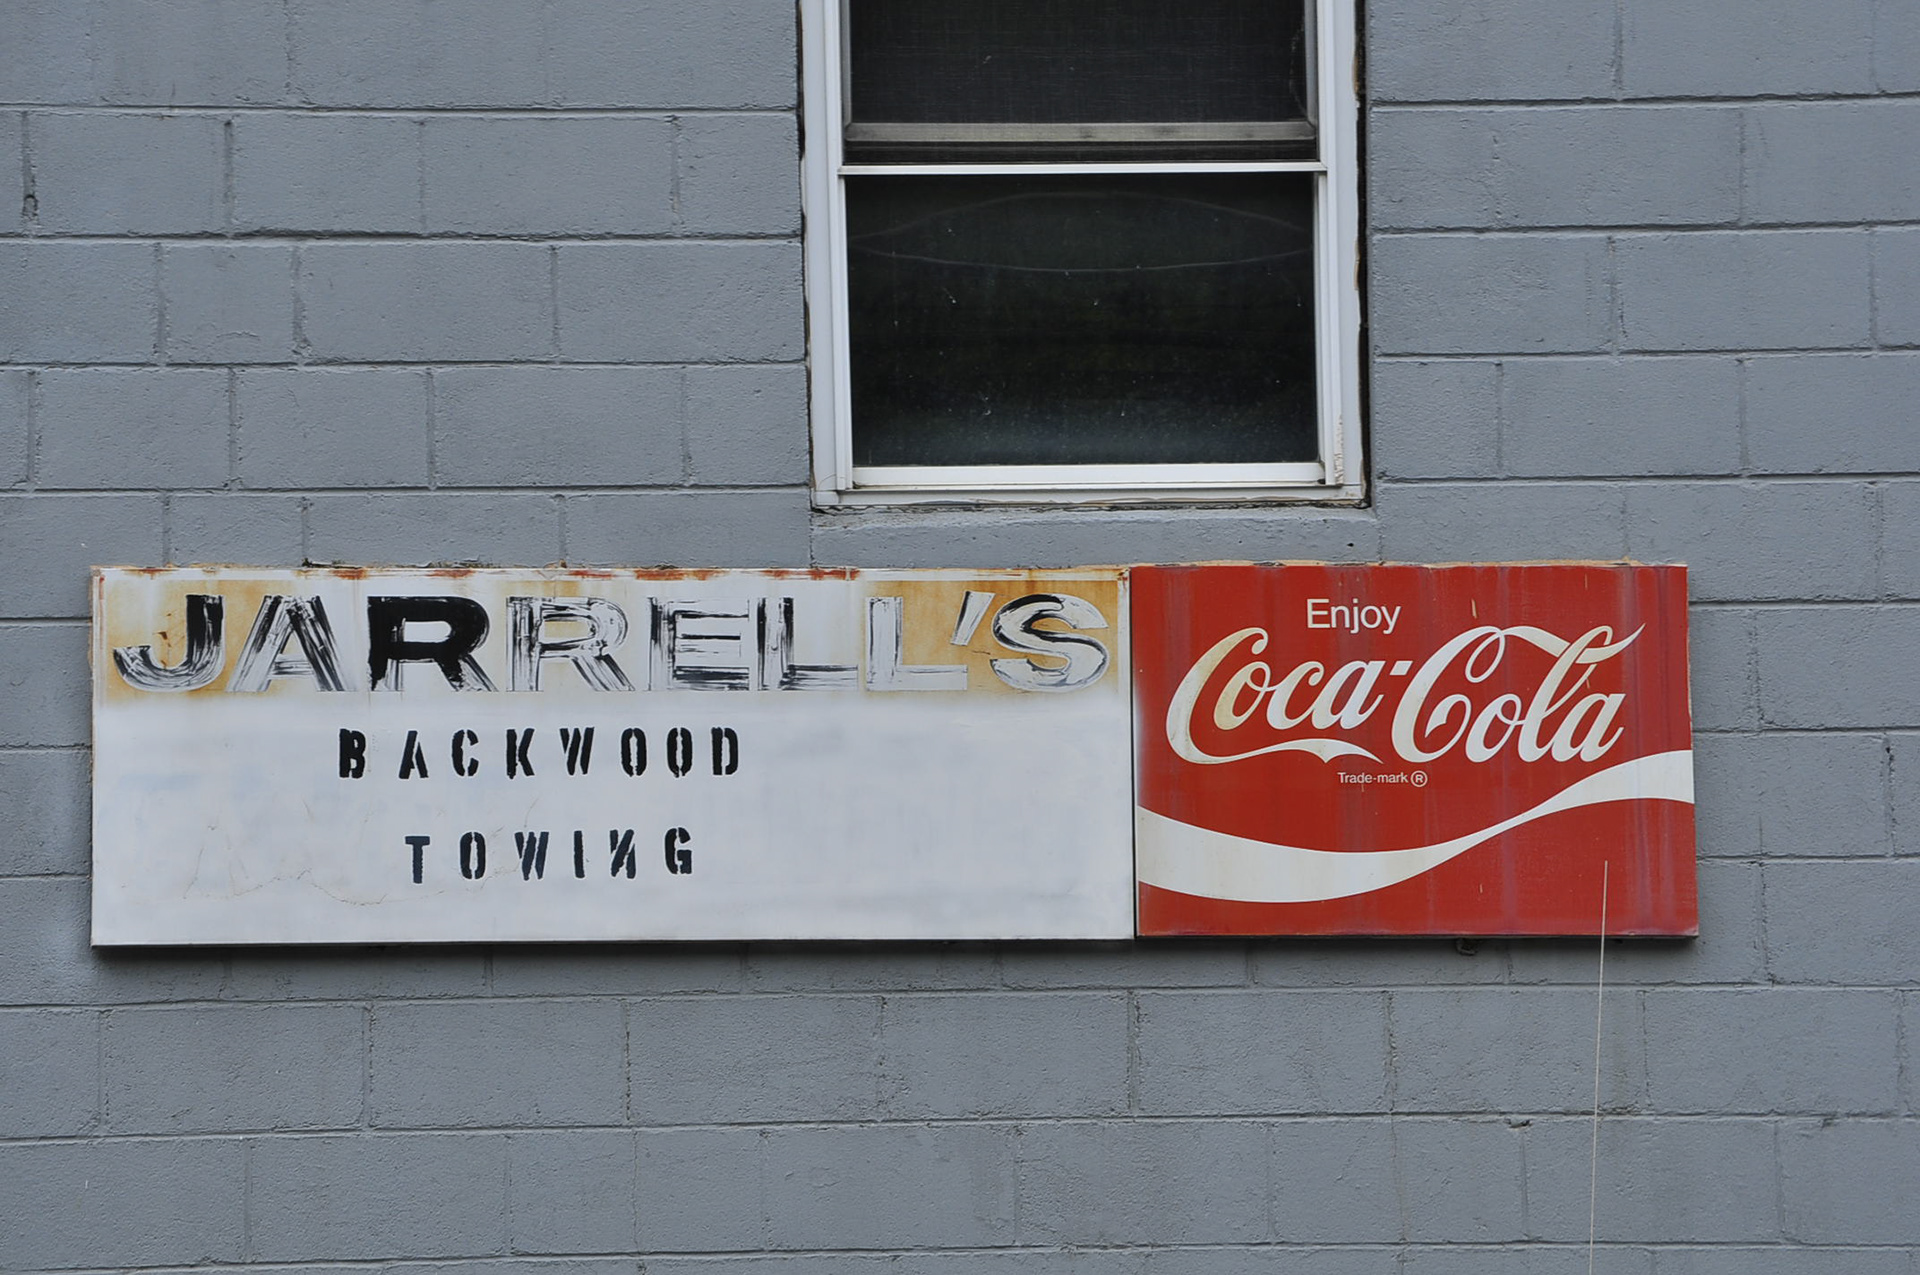 JARRELL'S
BACKWOOD
TOWING
Enjoy
Coca-Cola
Trade-mark ®